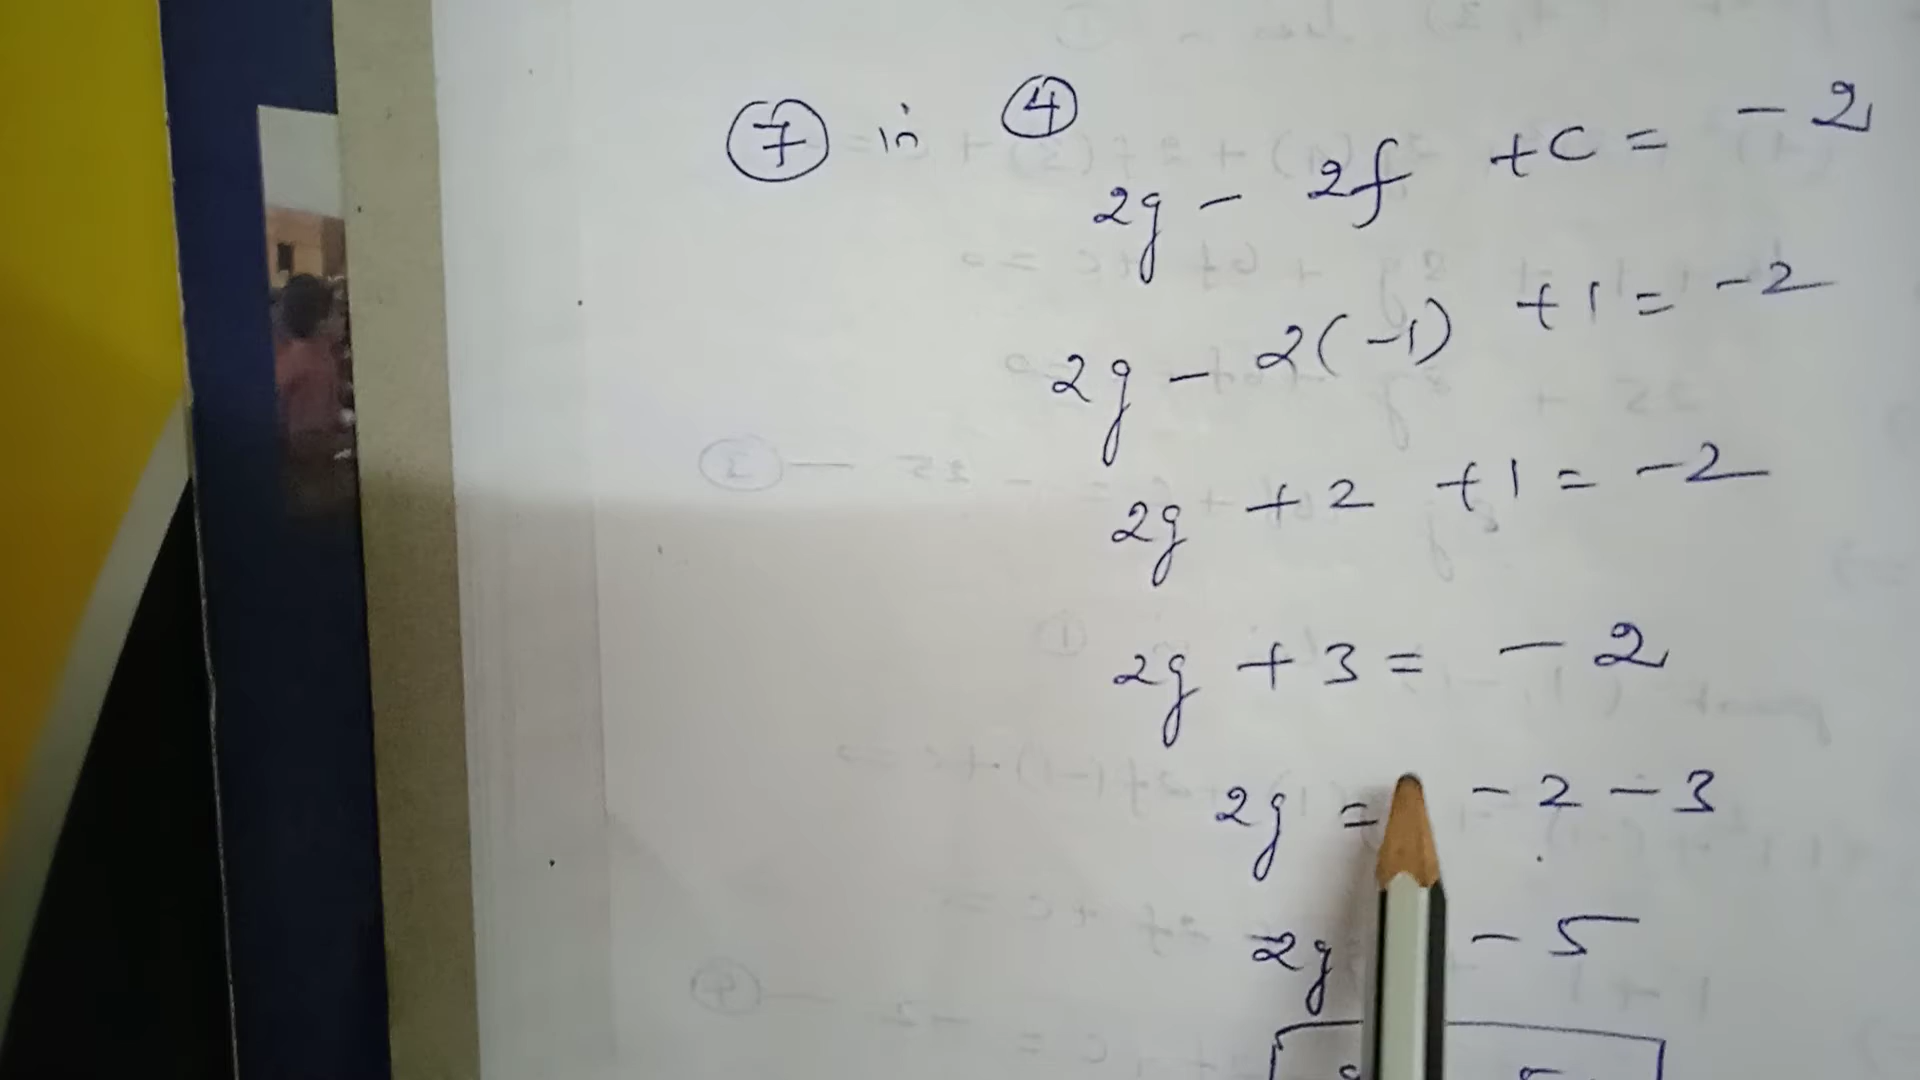 ⑦ in ④
2g - 2f + c = -2
2g - 2(-1) + 1 = -2
2g + 2 + 1 = -2
2g + 3 = -2
2g = -2 - 3
2g - 5